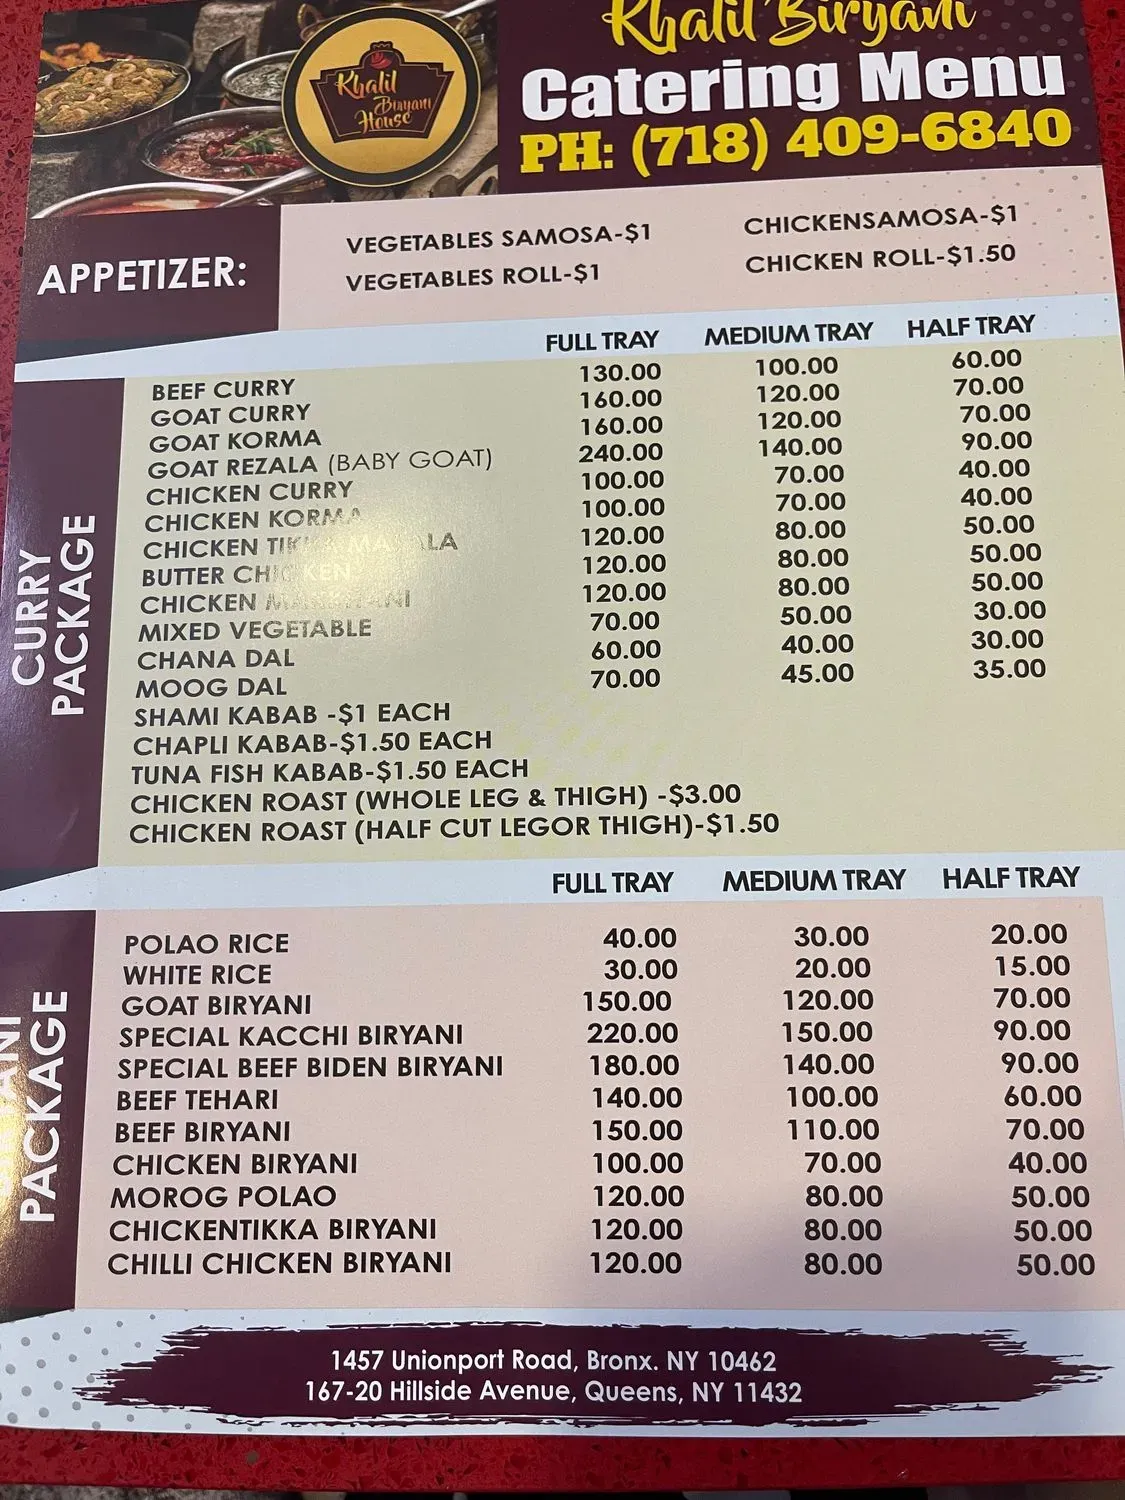 Khalil Biryani
Khalil
Biryani
House
Catering Menu
PH: (718) 409-6840
APPETIZER:
VEGETABLES SAMOSA-$1 CHICKENSAMOSA-$1
VEGETABLES ROLL-$1 CHICKEN ROLL-$1.50
FULL TRAY MEDIUM TRAY HALF TRAY
CURRY
PACKAGE
BEEF CURRY 130.00 100.00 60.00
GOAT CURRY 160.00 120.00 70.00
GOAT KORMA 160.00 120.00 70.00
GOAT REZALA (BABY GOAT) 240.00 140.00 90.00
CHICKEN CURRY 100.00 70.00 40.00
CHICKEN KORMA 100.00 70.00 40.00
CHICKEN TIKKA MASALA 120.00 80.00 50.00
BUTTER CHICKEN 120.00 80.00 50.00
CHICKEN 120.00 80.00 50.00
MIXED VEGETABLE 70.00 50.00 30.00
CHANA DAL 60.00 40.00 30.00
MOOG DAL 70.00 45.00 35.00
SHAMI KABAB -$1 EACH
CHAPLI KABAB-$1.50 EACH
TUNA FISH KABAB-$1.50 EACH
CHICKEN ROAST (WHOLE LEG & THIGH) -$3.00
CHICKEN ROAST (HALF CUT LEGOR THIGH)-$1.50
FULL TRAY MEDIUM TRAY HALF TRAY
PACKAGE
POLAO RICE 40.00 30.00 20.00
WHITE RICE 30.00 20.00 15.00
GOAT BIRYANI 150.00 120.00 70.00
SPECIAL KACCHI BIRYANI 220.00 150.00 90.00
SPECIAL BEEF BIDEN BIRYANI 180.00 140.00 90.00
BEEF TEHARI 140.00 100.00 60.00
BEEF BIRYANI 150.00 110.00 70.00
CHICKEN BIRYANI 100.00 70.00 40.00
MOROG POLAO 120.00 80.00 50.00
CHICKENTIKKA BIRYANI 120.00 80.00 50.00
CHILLI CHICKEN BIRYANI 120.00 80.00 50.00
1457 Unionport Road, Bronx. NY 10462
167-20 Hillside Avenue, Queens, NY 11432